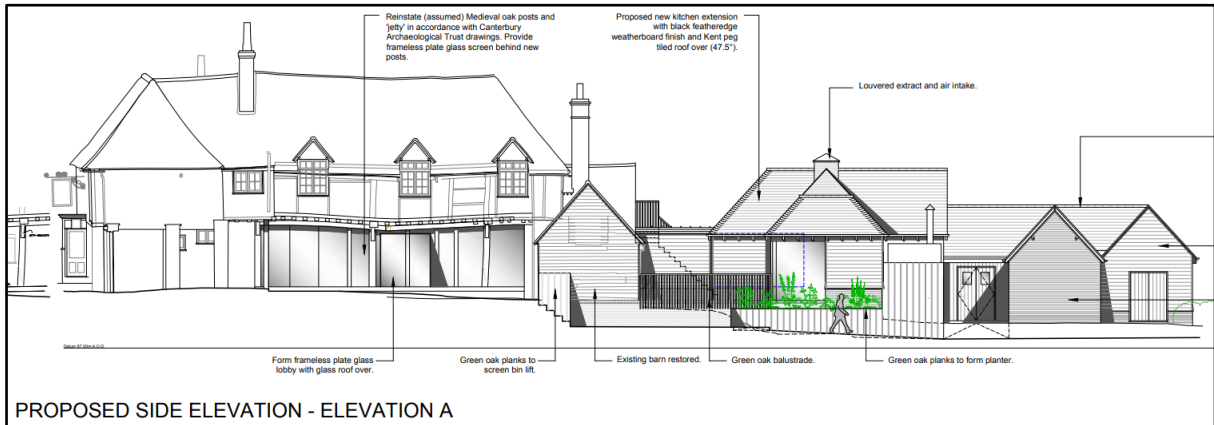 Reinstate (assumed) Medieval oak posts and
'jetty' in accordance with Canterbury
Archaeological Trust drawings. Provide
frameless plate glass screen behind new
posts.
Proposed new kitchen extension
with black featheredge
weatherboard finish and Kent peg
tiled roof over (47.5°).
Louvered extract and air intake.
Form frameless plate glass
lobby with glass roof over.
Green oak planks to
screen bin lift.
Existing barn restored.
Green oak balustrade.
Green oak planks to form planter.
PROPOSED SIDE ELEVATION - ELEVATION A